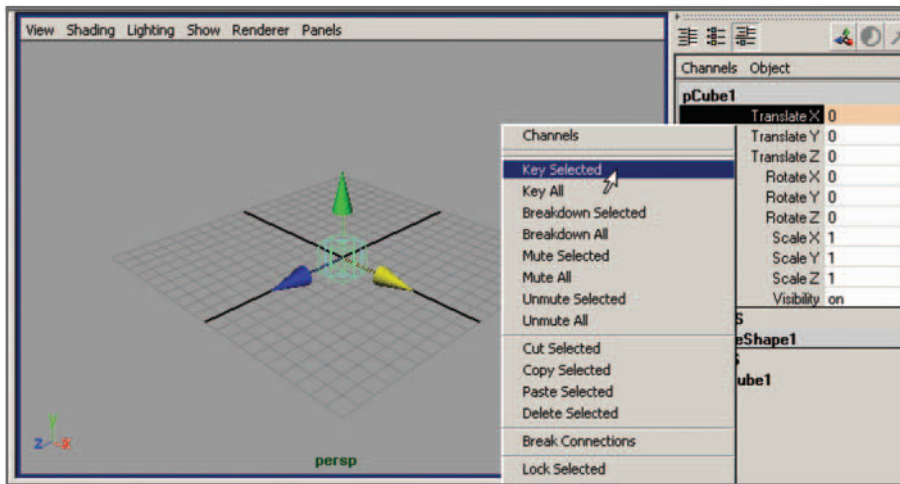 View Shading Lighting Show Renderer Panels
Channels Object
pCube1
Translate X 0
Translate Y 0
Translate Z 0
Rotate X 0
Rotate Y 0
Rotate Z 0
Scale X 1
Scale Y 1
Scale Z 1
Visibility on
S
eShape1
S
ube1
Channels
Key Selected
Key All
Breakdown Selected
Breakdown All
Mute Selected
Mute All
Unmute Selected
Unmute All
Cut Selected
Copy Selected
Paste Selected
Delete Selected
Break Connections
Lock Selected
y
z x
persp